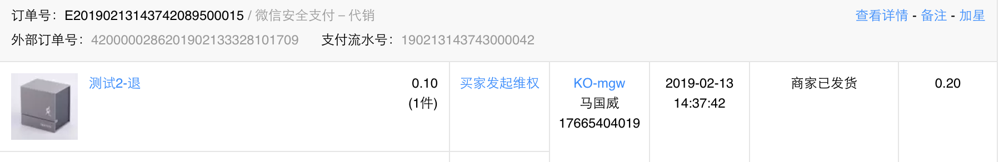 订单号：E20190213143742089500015 / 微信安全支付 – 代销
查看详情 - 备注 - 加星
外部订单号：4200000286201902133328101709 支付流水号：190213143743000042
测试2-退 0.10 买家发起维权 KO-mgw 2019-02-13 商家已发货 0.20
(1件) 马国威 14:37:42
17665404019